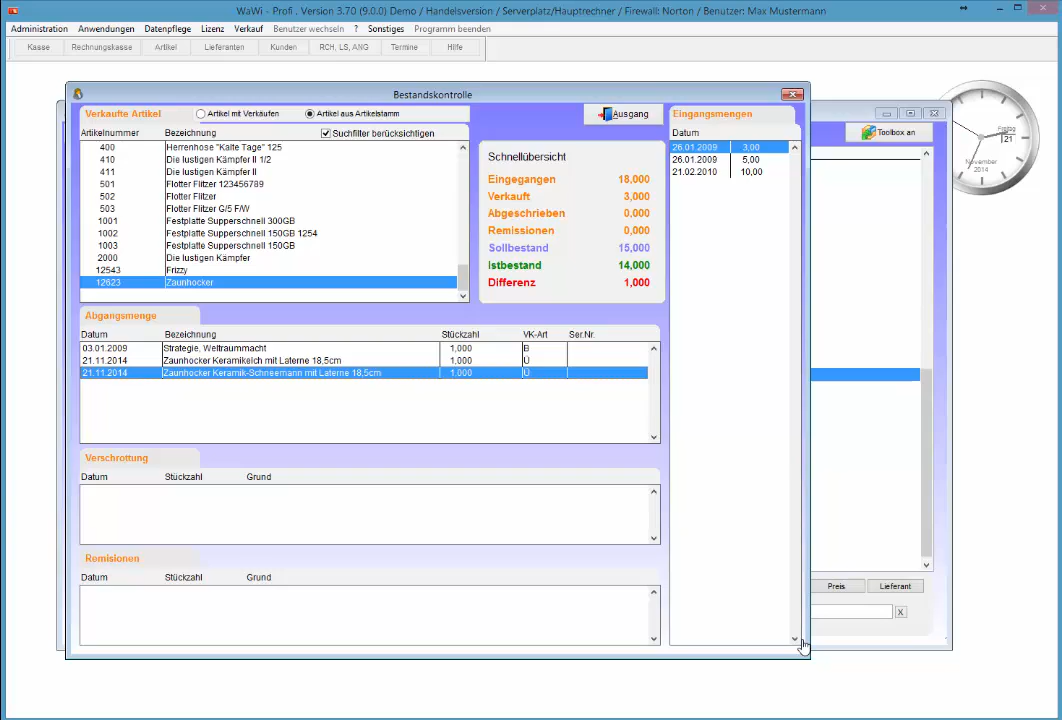 WaWi - Profi , Version 3.70 (9.0.0) Demo / Handelsversion / Serverplatz/Hauptrechner / Firewall: Norton / Benutzer: Max Mustermann
Administration Anwendungen Datenpflege Lizenz Verkauf Benutzer wechseln ? Sonstiges Programm beenden
Kasse Rechnungskasse Artikel Lieferanten Kunden RCH, LS, ANG Termine Hilfe
Bestandskontrolle
Verkaufte Artikel Artikel mit Verkäufen Artikel aus Artikelstamm Ausgang Eingangsmengen
Artikelnummer Bezeichnung Suchfilter berücksichtigen Datum
400 Herrenhose "Kalte Tage" 125
410 Die lustigen Kämpfer II 1/2
411 Die lustigen Kämpfer II
501 Flotter Flitzer 123456789
502 Flotter Flitzer
503 Flotter Flitzer G/5 F/W
1001 Festplatte Supperschnell 300GB
1002 Festplatte Supperschnell 150GB 1254
1003 Festplatte Supperschnell 150GB
2000 Die lustigen Kämpfer
12543 Frizzy
12623 Zaunhocker
Schnellübersicht
Eingegangen 18,000
Verkauft 3,000
Abgeschrieben 0,000
Remissionen 0,000
Sollbestand 15,000
Istbestand 14,000
Differenz 1,000
26.01.2009 3,00
26.01.2009 5,00
21.02.2010 10,00
Toolbox an
Freitag
21
November
2014
Abgangsmenge
Datum Bezeichnung Stückzahl VK-Art Ser.Nr.
03.01.2009 Strategie, Weltraummacht 1,000 B
21.11.2014 Zaunhocker Keramikelch mit Laterne 18,5cm 1,000 Ü
21.11.2014 Zaunhocker Keramik-Schneemann mit Laterne 18,5cm 1,000 Ü
Verschrottung
Datum Stückzahl Grund
Remisionen
Datum Stückzahl Grund
Preis Lieferant
X